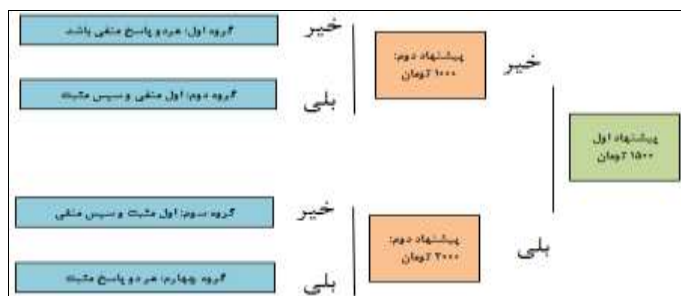 پیشنهاد اول
۱۵۰۰ تومان
خیر
بلی
پیشنهاد دوم:
۱۰۰۰ تومان
خیر
بلی
گروه اول: هردو پاسخ منفی باشد
گروه دوم: اول منفی و سپس مثبت
پیشنهاد دوم:
۲۰۰۰ تومان
خیر
بلی
گروه سوم: اول مثبت و سپس منفی
گروه چهارم: هر دو پاسخ مثبت